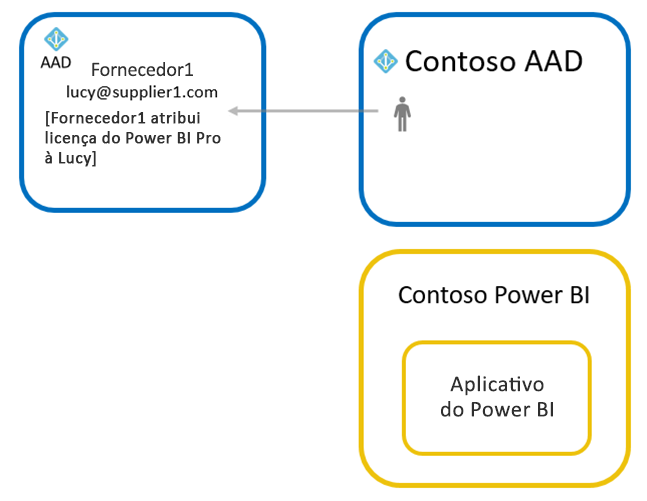 AAD
Fornecedor1
lucy@supplier1.com
[Fornecedor1 atribui
licença do Power BI Pro
à Lucy]
Contoso AAD
Contoso Power BI
Aplicativo
do Power BI